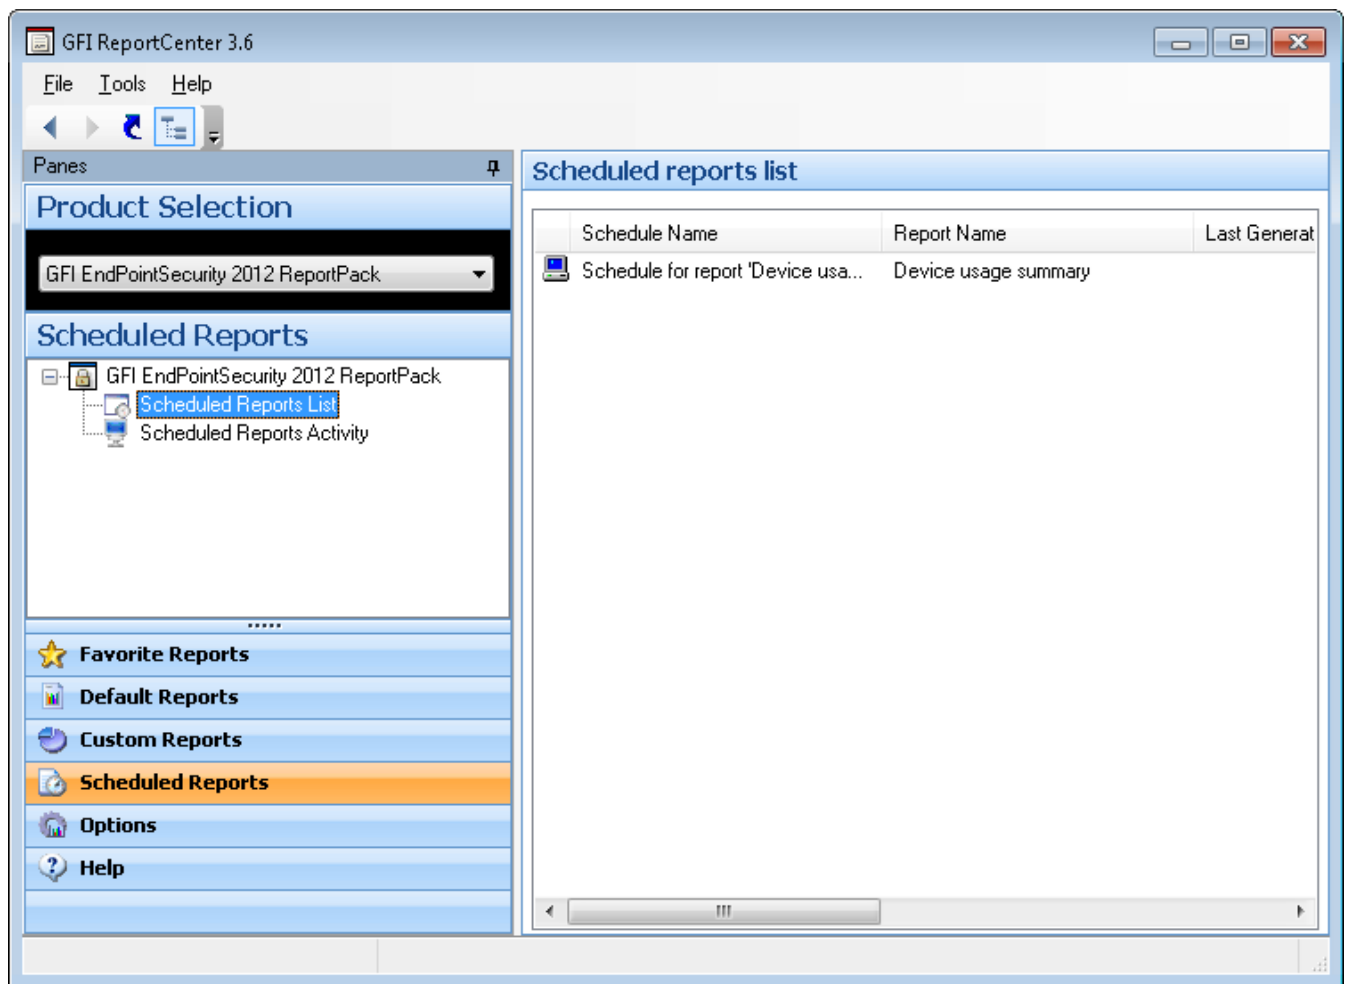 GFI ReportCenter 3.6
File Tools Help
Panes
Product Selection
GFI EndPointSecurity 2012 ReportPack
Scheduled Reports
GFI EndPointSecurity 2012 ReportPack
Scheduled Reports List
Scheduled Reports Activity
Favorite Reports
Default Reports
Custom Reports
Scheduled Reports
Options
Help
Scheduled reports list
Schedule Name Report Name Last Generat
Schedule for report 'Device usa... Device usage summary